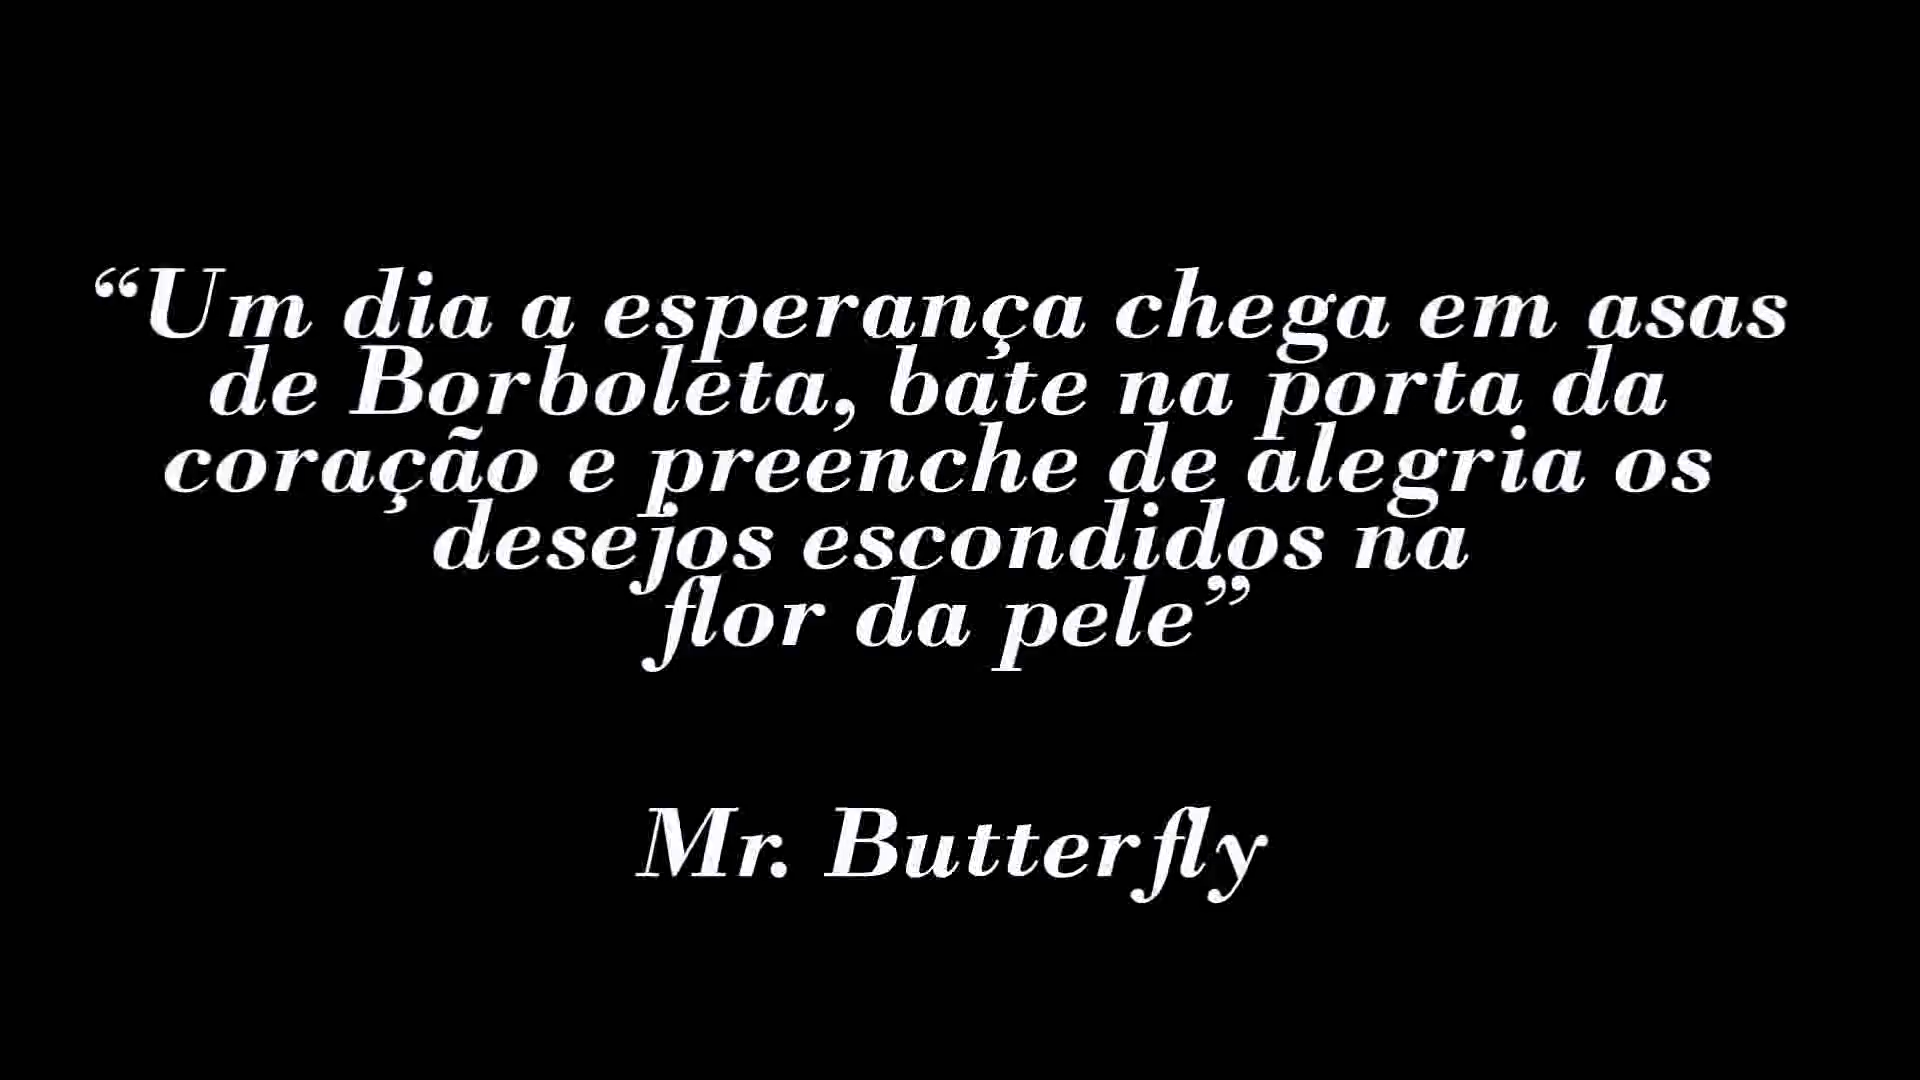 “Um dia a esperança chega em asas
de Borboleta, bate na porta da
coração e preenche de alegria os
desejos escondidos na
flor da pele”
Mr. Butterfly